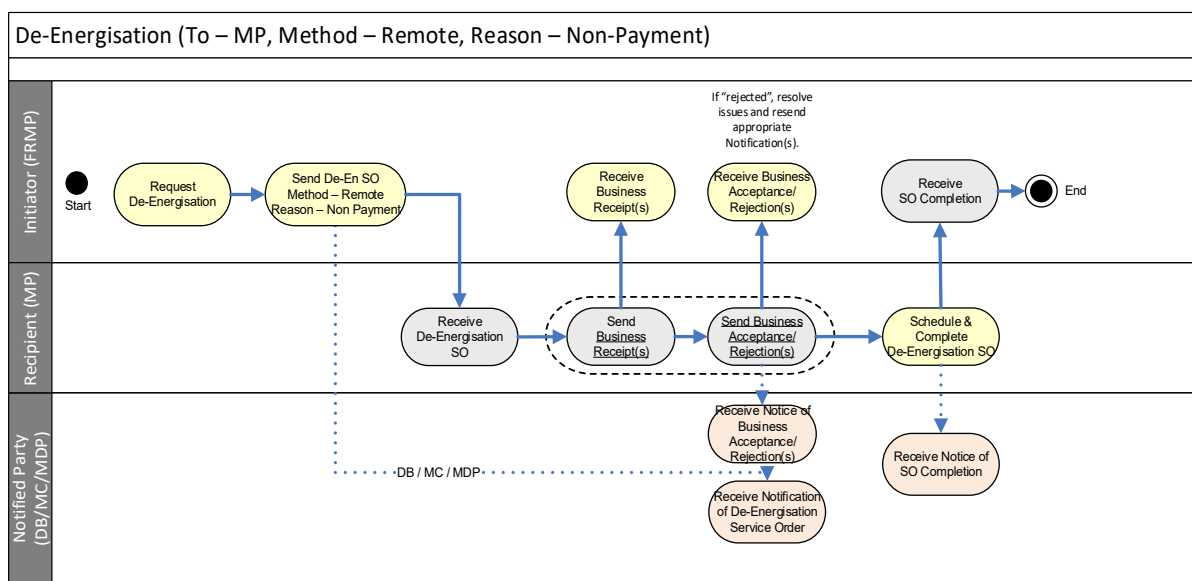 De-Energisation (To – MP, Method – Remote, Reason – Non-Payment)
Initiator (FRMP)
Start
Request
De-Energisation
Send De-En SO
Method – Remote
Reason – Non Payment
Receive
Business
Receipt(s)
If “rejected”, resolve
issues and resend
appropriate
Notification(s).
Receive Business
Acceptance/
Rejection(s)
Receive
SO Completion
End
Recipient (MP)
Receive
De-Energisation
SO
Send
Business
Receipt(s)
Send Business
Acceptance/
Rejection(s)
Schedule &
Complete
De-Energisation SO
Notified Party
(DB/MC/MDP)
DB / MC / MDP
Receive Notice of
Business
Acceptance/
Rejection(s)
Receive Notification
of De-Energisation
Service Order
Receive Notice of
SO Completion